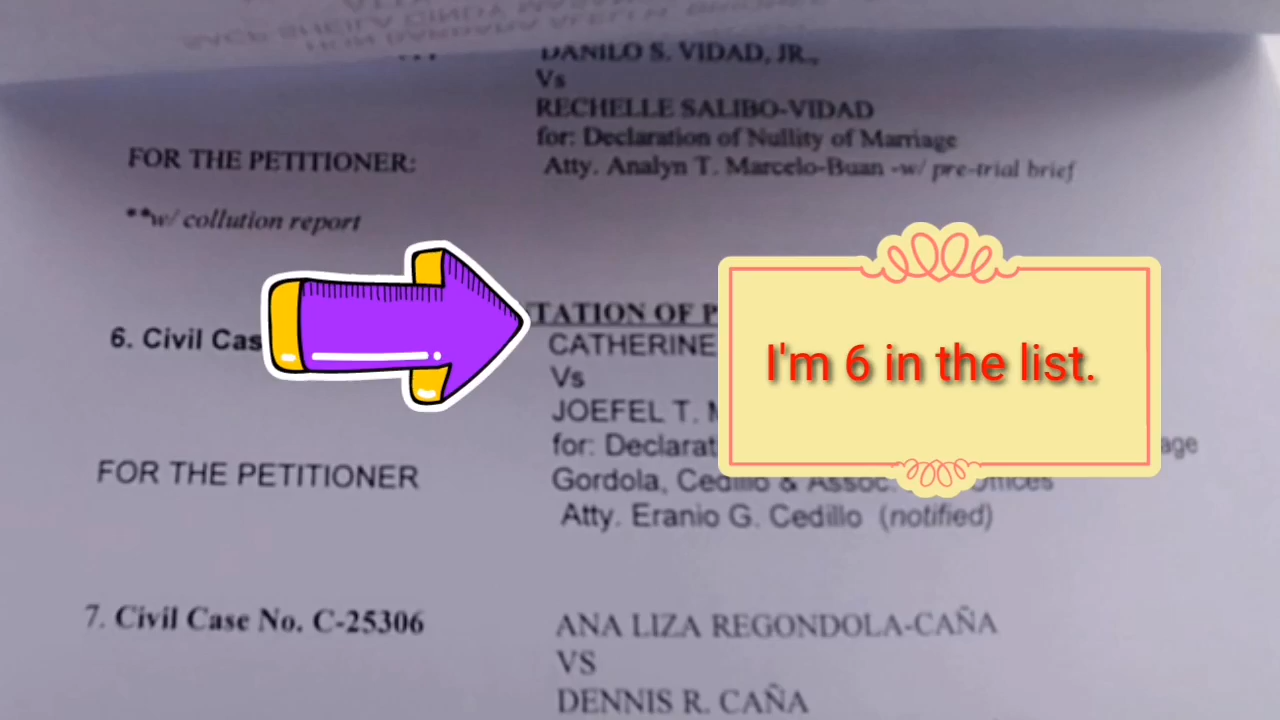 DANILO S. VIDAD, JR.,
Vs
RECHELLE SALIBO-VIDAD
for: Declaration of Nullity of Marriage
FOR THE PETITIONER:
Atty. Analyn T. Marcelo-Buan -w/ pre-trial brief
**w/ collution report
TATION OF P
6. Civil Cas
CATHERINE
Vs
JOEFEL T. M
for: Declarat age
FOR THE PETITIONER
Gordola, Cedillo & Assoc. Offices
Atty. Eranio G. Cedillo (notified)
I'm 6 in the list.
7. Civil Case No. C-25306
ANA LIZA REGONDOLA-CAÑA
VS
DENNIS R. CAÑA